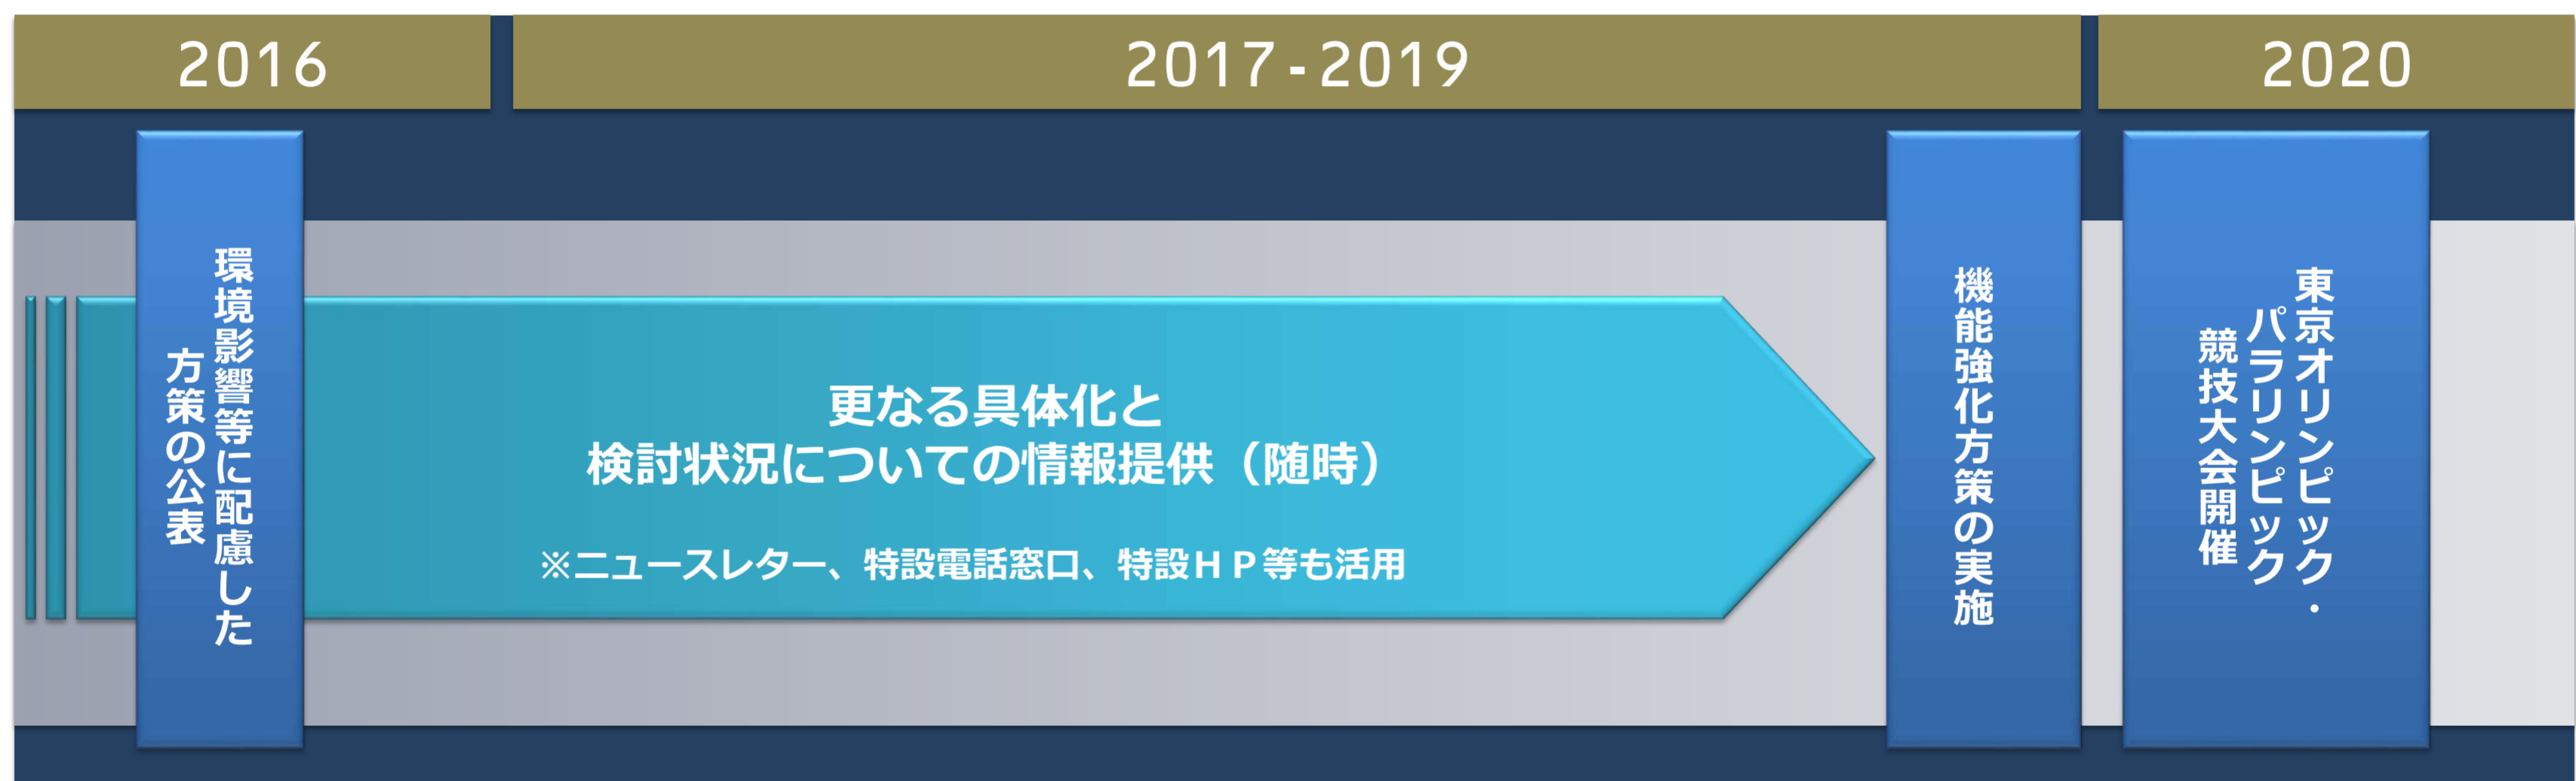 2016
2017-2019
2020
環境影響等に配慮した
方策の公表
更なる具体化と
検討状況についての情報提供（随時）
※ニュースレター、特設電話窓口、特設ＨＰ等も活用
機能強化方策の実施
東京オリンピック・
パラリンピック
競技大会開催